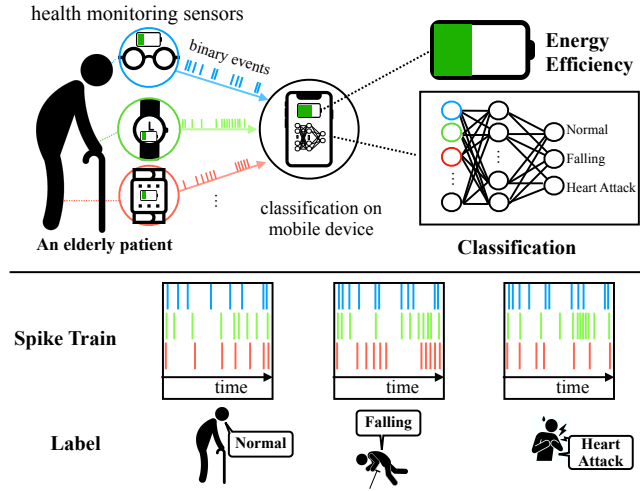 health monitoring sensors
binary events
Energy
Efficiency
Normal
Falling
Heart Attack
classification on
mobile device
An elderly patient
Classification
Spike Train
time
time
time
Label
Normal
Falling
Heart
Attack